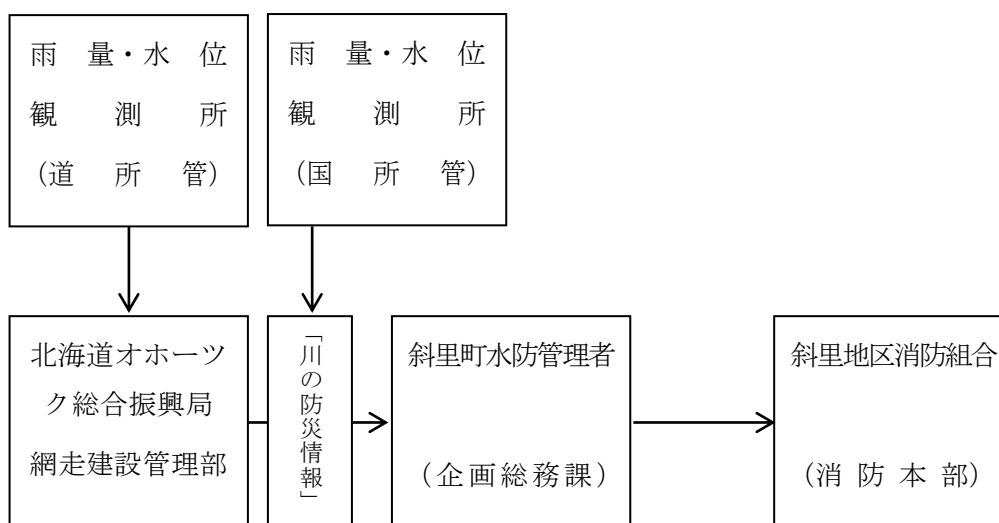 雨量・水位
観測所
（道所管）
雨量・水位
観測所
（国所管）
北海道オホーツ
ク総合振興局
網走建設管理部
「川の防災情報」
斜里町水防管理者
（企画総務課）
斜里地区消防組合
（消防本部）